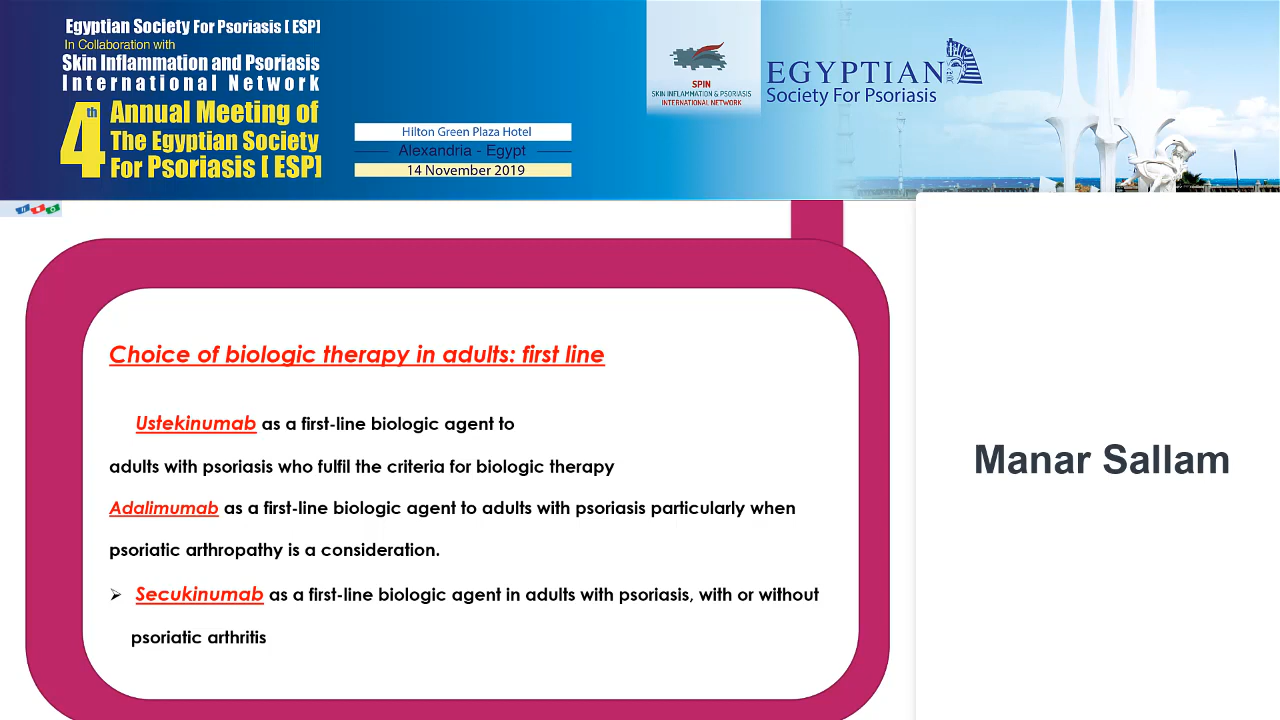 Egyptian Society For Psoriasis [ ESP]
In Collaboration with
Skin Inflammation and Psoriasis
International Network
4th Annual Meeting of
The Egyptian Society
For Psoriasis [ ESP]
Hilton Green Plaza Hotel
Alexandria - Egypt
14 November 2019
SPIN
SKIN INFLAMMATION & PSORIASIS
INTERNATIONAL NETWORK
EGYPTIAN
Society For Psoriasis
Choice of biologic therapy in adults: first line
Ustekinumab as a first-line biologic agent to
adults with psoriasis who fulfil the criteria for biologic therapy
Adalimumab as a first-line biologic agent to adults with psoriasis particularly when
psoriatic arthropathy is a consideration.
➢ Secukinumab as a first-line biologic agent in adults with psoriasis, with or without
psoriatic arthritis
Manar Sallam